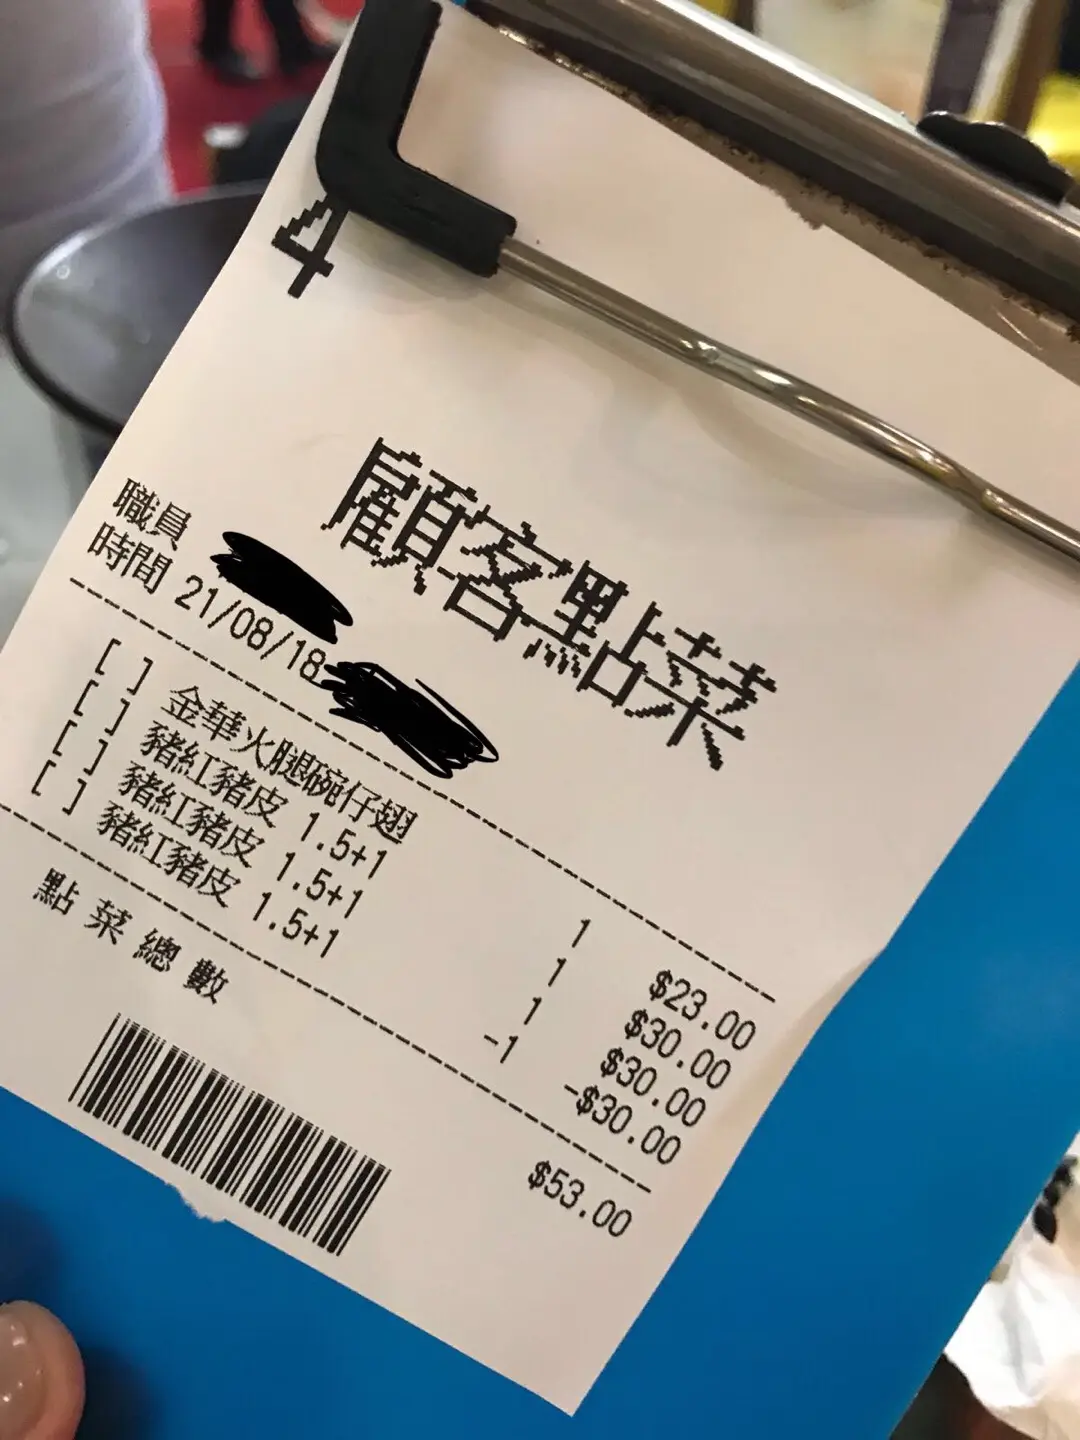 4
顧客點菜
職員
時間 21/08/18
[ ] 金華火腿碗仔翅 1 $23.00
[ ] 豬紅豬皮 1.5+1 1 $30.00
[ ] 豬紅豬皮 1.5+1 1 $30.00
[ ] 豬紅豬皮 1.5+1 -1 -$30.00
點菜總數 $53.00